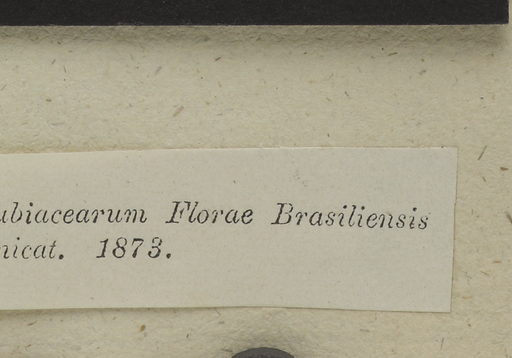 ubiacearum Florae Brasiliensis
nicat. 1873.